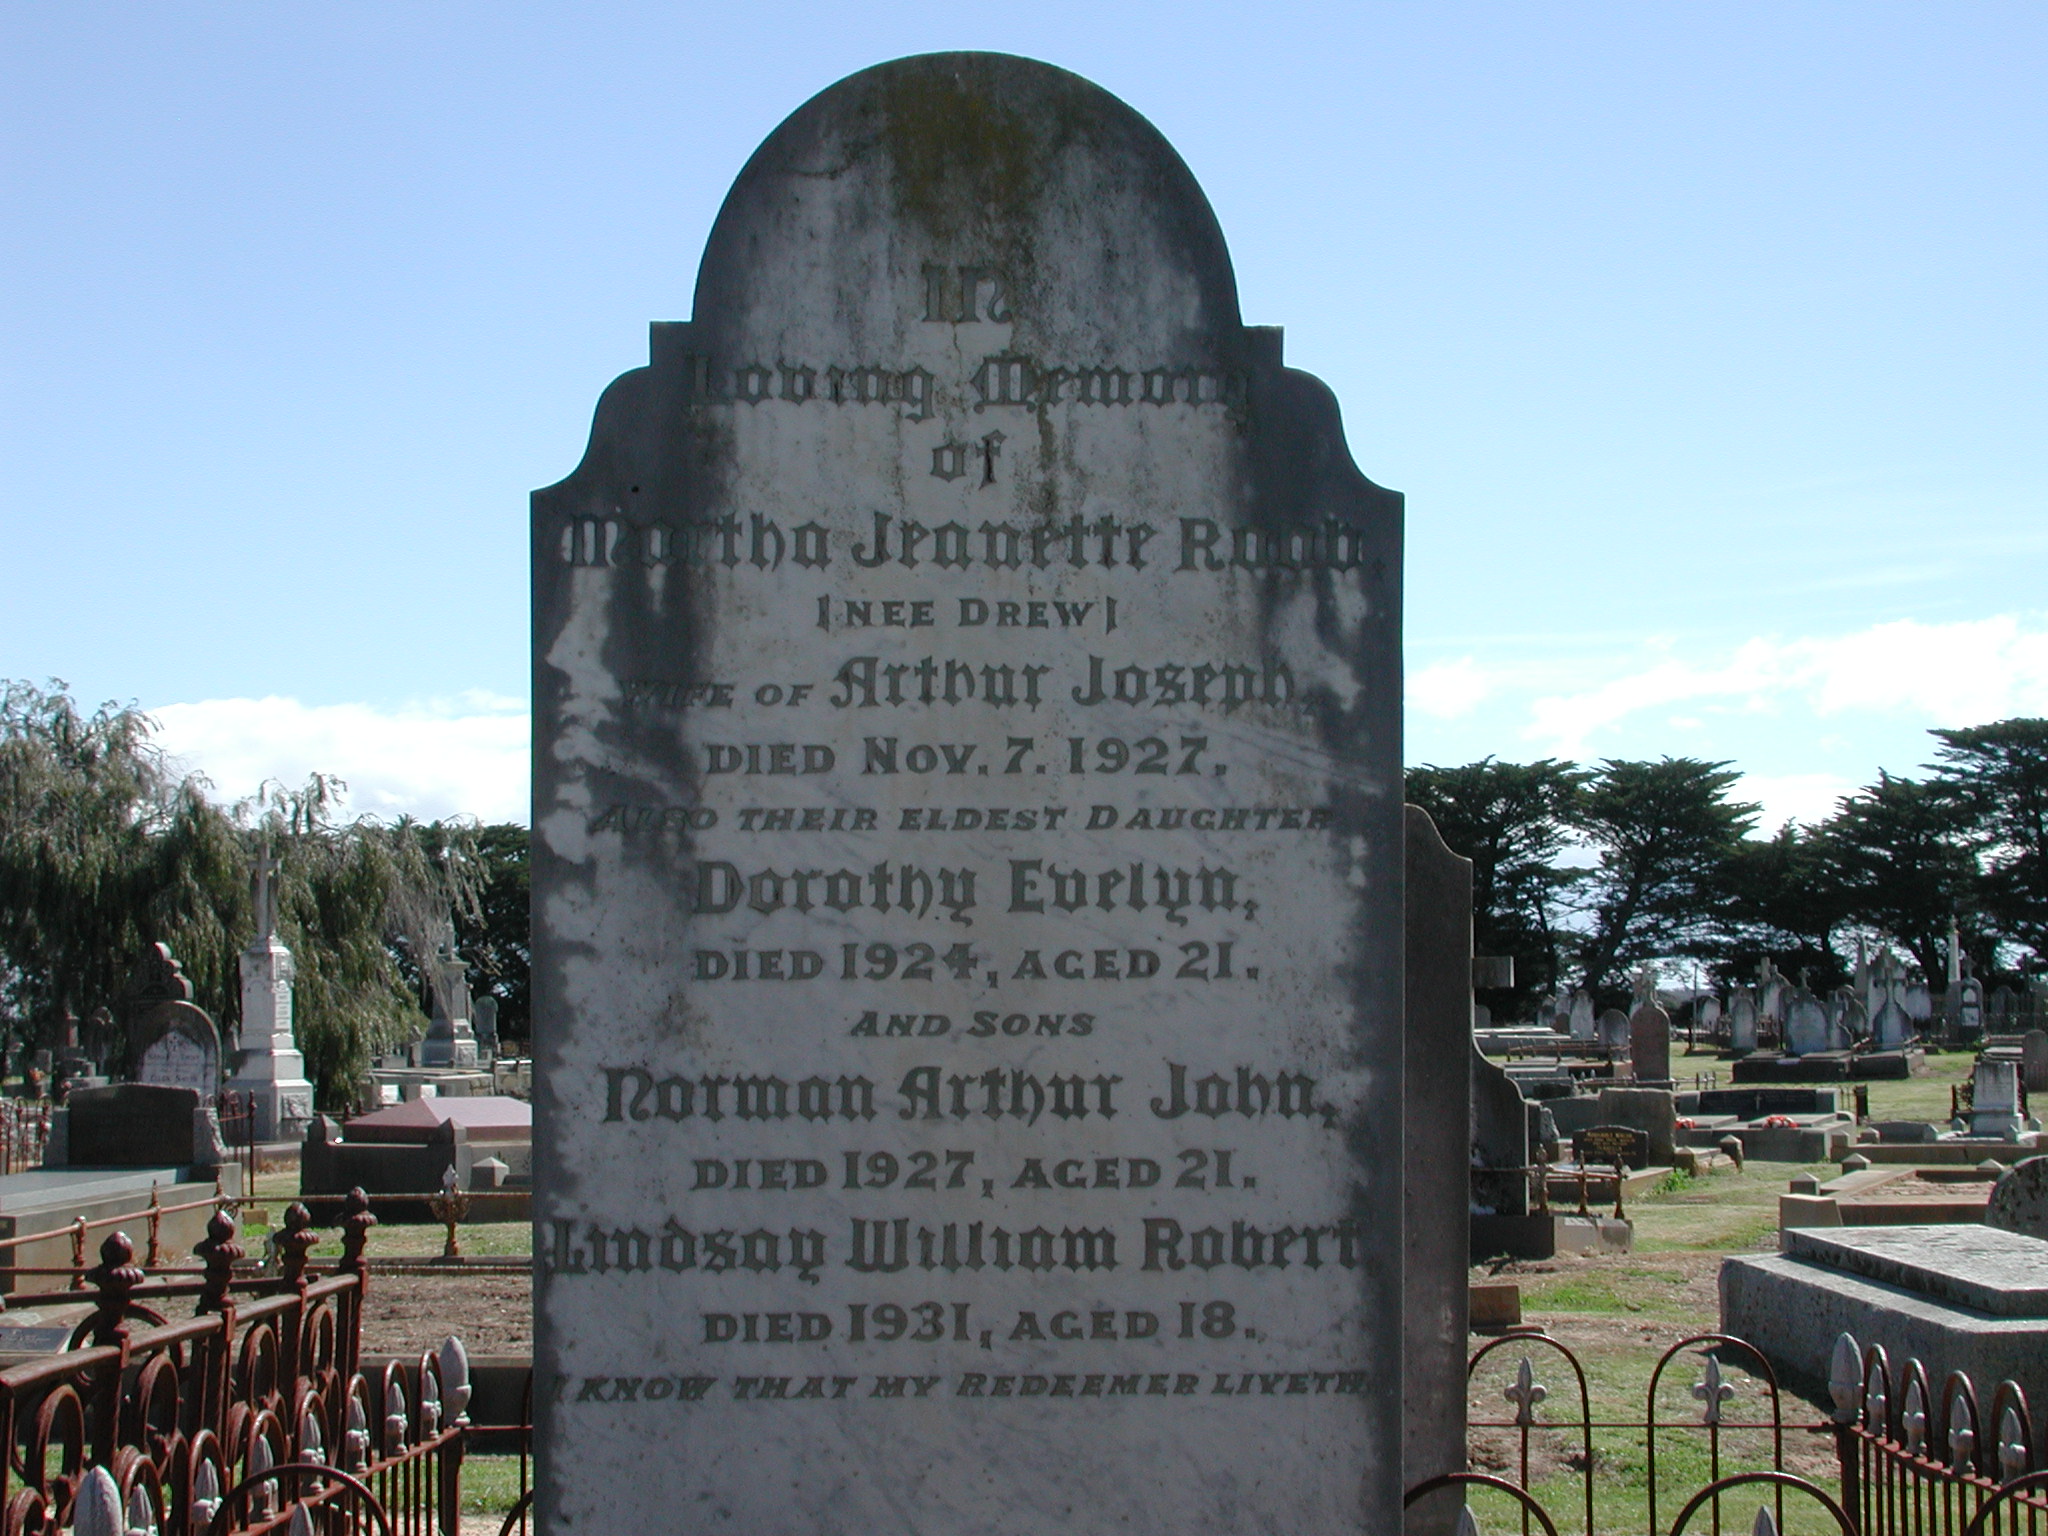 In
Loving Memory
of
Martha Jeanette Raab,
(NEE DREW)
WIFE OF Arthur Joseph,
DIED NOV. 7. 1927.
ALSO THEIR ELDEST DAUGHTER
Dorothy Evelyn,
DIED 1924, AGED 21.
AND SONS
Norman Arthur John,
DIED 1927, AGED 21.
Lindsay William Robert,
DIED 1931, AGED 18.
I KNOW THAT MY REDEEMER LIVETH.